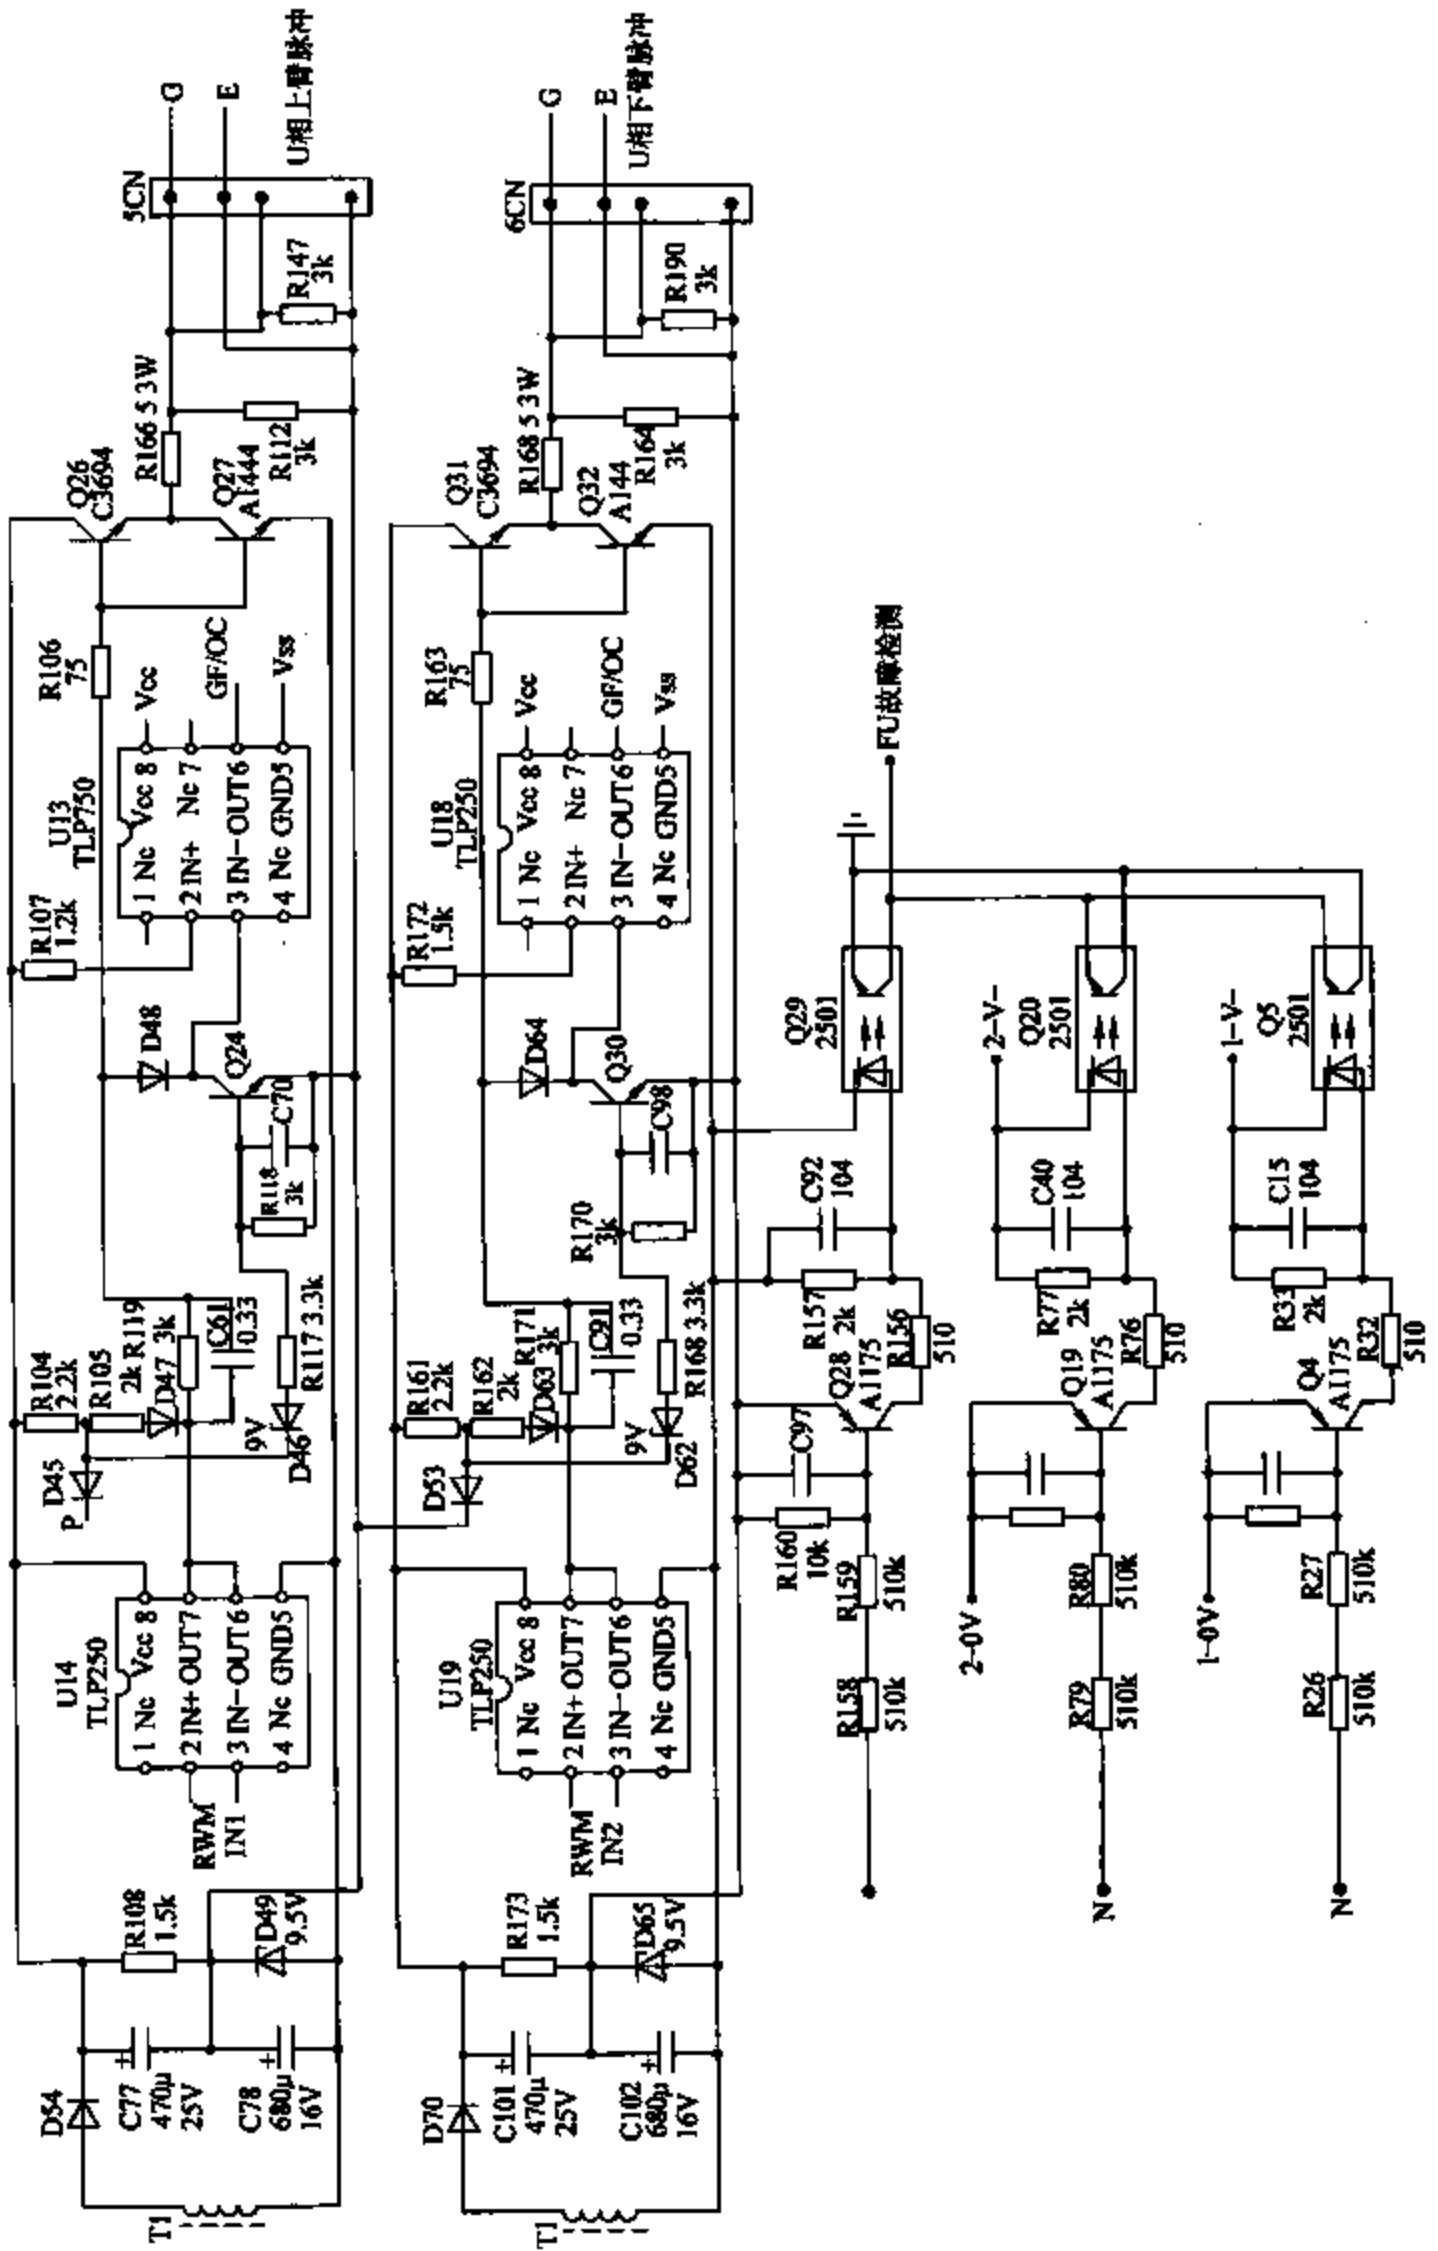 T1
D54
C77
470μ
25V
C78
680μ
16V
R108
1.5k
D49
9.5V
RWM
IN1
U14
TLP250
1 Nc Vcc 8
2 IN+ OUT7
3 IN-OUT6
4 Nc GND5
P
D45
R104
2.2k
R105
2k
D47
R119
3k
C61
0.33
9V
D46
R117 3.3k
R118
3k
C70
Q24
D48
R107
1.2k
U13
TLP750
1 Nc Vcc 8
2 IN+ Nc 7
3 IN-OUT6
4 Nc GND5
Vcc
GF/OC
Vss
R106
75
Q26
C3694
Q27
A1444
R166 5 3W
R112
3k
R147
3k
5CN
G
E
U相上臂脉冲
T1
D70
C101
470μ
25V
C102
680μ
16V
R173
1.5k
D65
9.5V
RWM
IN2
U19
TLP250
1 Nc Vcc 8
2 IN+ OUT7
3 IN-OUT6
4 Nc GND5
D53
R161
2.2k
R162
2k
D63
R171
3k
C91
0.33
9V
D62
R168 3.3k
R170
3k
C98
Q30
D64
R172
1.5k
U18
TLP250
1 Nc Vcc 8
2 IN+ Nc 7
3 IN-OUT6
4 Nc GND5
Vcc
GF/OC
Vss
R163
75
Q31
C3694
Q32
A144
R168 5 3W
R164
3k
R190
3k
6CN
G
E
U相下臂脉冲
R158
510k
R159
510k
R160
10k
C97
Q28
A1175
R156
510
R157
2k
C92
104
Q29
2501
FU故障检测
N
R79
510k
R80
510k
2-0V
Q19
A1175
R76
510
R77
2k
C40
104
2-V-
Q20
2501
N
R26
510k
R27
510k
1-0V
Q4
A1175
R32
510
R33
2k
C15
104
1-V-
Q5
2501